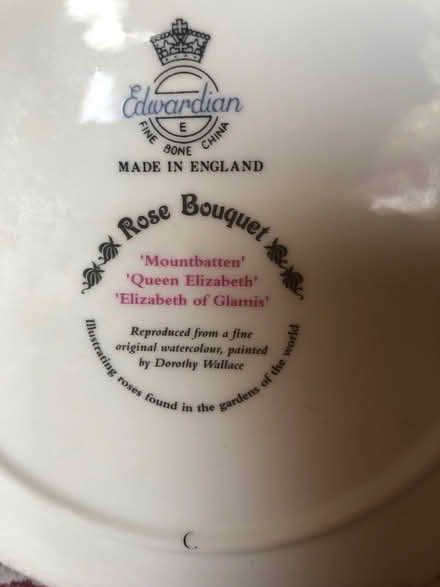 Edwardian
E
FINE BONE CHINA
MADE IN ENGLAND
Rose Bouquet
'Mountbatten'
'Queen Elizabeth'
'Elizabeth of Glamis'
Reproduced from a fine
original watercolour, painted
by Dorothy Wallace
Illustrating roses found in the gardens of the world
C.